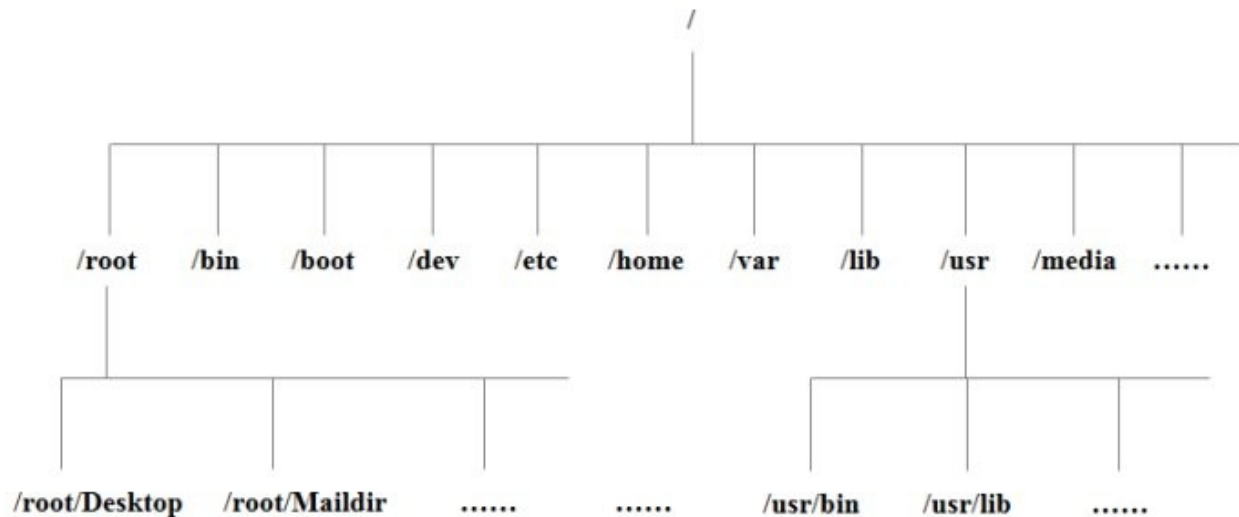 /
/root /bin /boot /dev /etc /home /var /lib /usr /media ......
/root/Desktop /root/Maildir ...... ...... /usr/bin /usr/lib ......